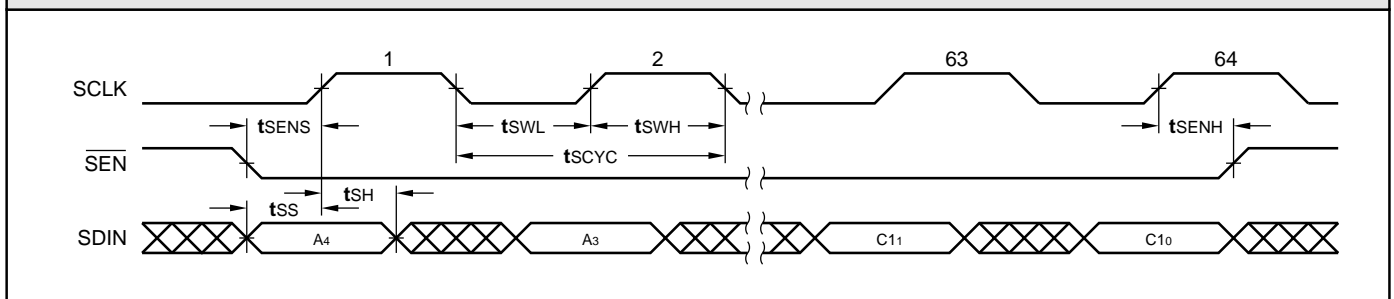 1 2 63 64
SCLK
tSENS tSWL tSWH tSENH
SEN
tSCYC
tSH
tSS
SDIN A4 A3 C11 C10